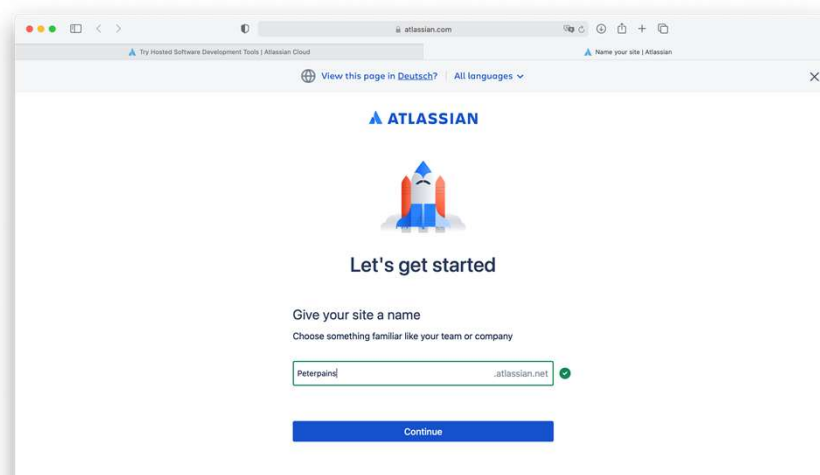 atlassian.com
Try Hosted Software Development Tools | Atlassian Cloud
Name your site | Atlassian
View this page in Deutsch? All languages
ATLASSIAN
Let's get started
Give your site a name
Choose something familiar like your team or company
Peterpains .atlassian.net
Continue